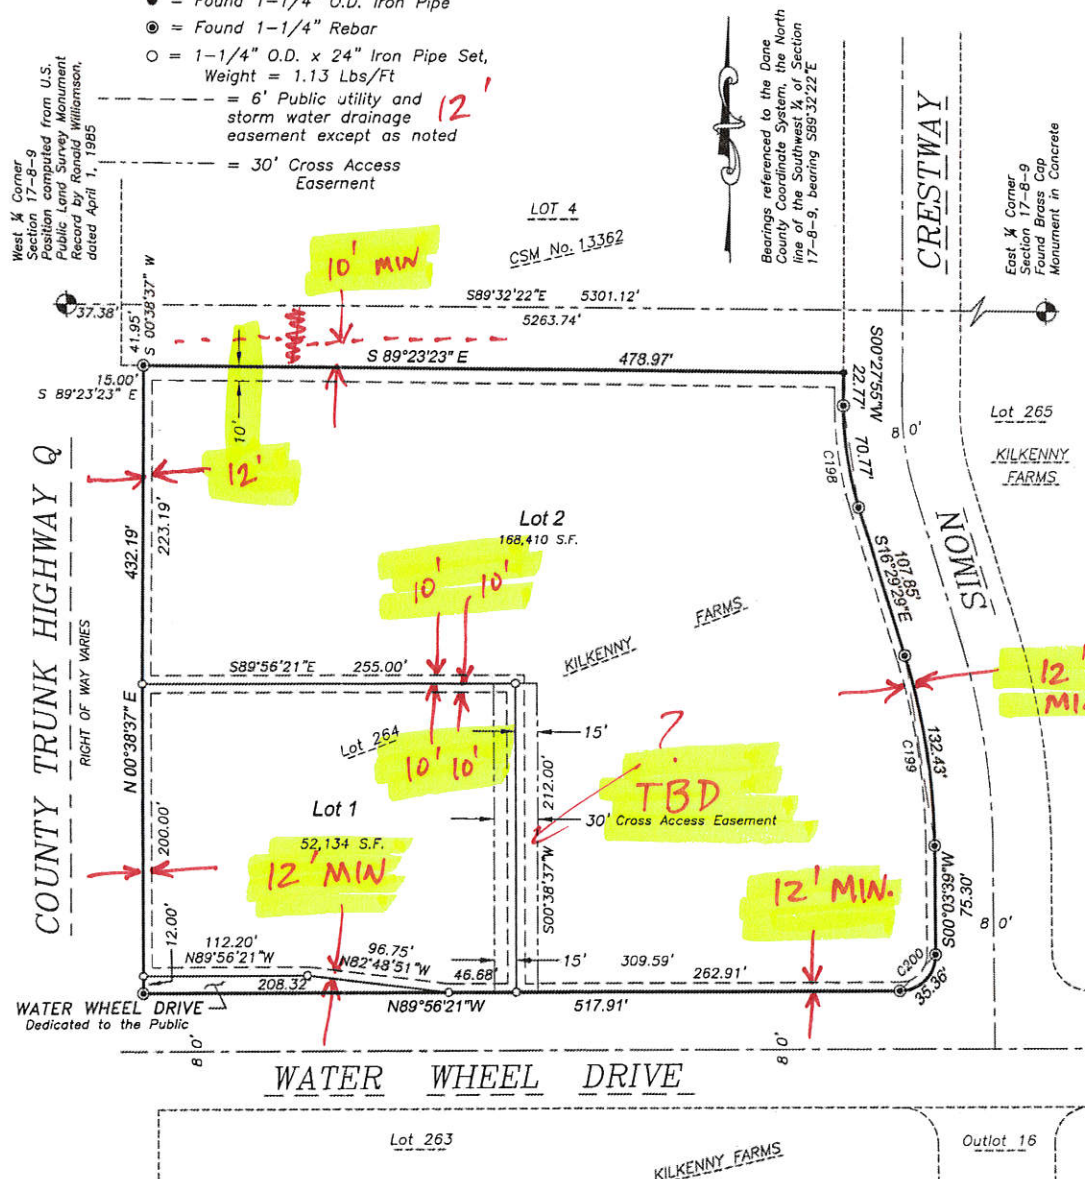 ● = Found 1-1/4" O.D. Iron Pipe
◉ = Found 1-1/4" Rebar
○ = 1-1/4" O.D. x 24" Iron Pipe Set,
Weight = 1.13 Lbs/Ft
= 6' Public utility and
storm water drainage
easement except as noted
12'
= 30' Cross Access
Easement
West ¼ Corner
Section 17-8-9
Position computed from U.S.
Public Land Survey Monument
Record by Ronald Williamson,
dated April 1, 1985
Bearings referenced to the Dane
County Coordinate System, the North
line of the Southwest ¼ of Section
17-8-9, bearing S89°32'22"E
CRESTWAY
East ¼ Corner
Section 17-8-9
Found Brass Cap
Monument in Concrete
LOT 4
CSM No. 13362
10' MIN
S89°32'22"E 5301.12'
37.38'
5263.74'
41.95'
S 00°38'37" W
S 89°23'23" E 478.97'
15.00'
S 89°23'23" E
10'
12'
S00°27'55"W
22.77'
80'
Lot 265
KILKENNY
FARMS
C198
70.77'
COUNTY TRUNK HIGHWAY Q
RIGHT OF WAY VARIES
432.19'
N 00°38'37" E
223.19'
Lot 2
168,410 S.F.
SIMON
107.85'
S16°29'29"E
10' 10'
FARMS
KILKENNY
S89°56'21"E 255.00'
12'
MI.
Lot 264
10' 10'
15'
?
TBD
212.00'
30' Cross Access Easement
S00°38'37"W
C199
132.43'
Lot 1
52,134 S.F.
200.00'
12' MIN
12' MIN.
S00°03'39"W
75.30'
80'
12.00'
112.20'
N89°56'21"W
96.75'
N82°48'51"W
46.68'
15'
309.59'
262.91'
C200
35.36'
208.32'
WATER WHEEL DRIVE
Dedicated to the Public
N89°56'21"W 517.91'
80'
80'
WATER WHEEL DRIVE
Lot 263
KILKENNY FARMS
Outlot 16